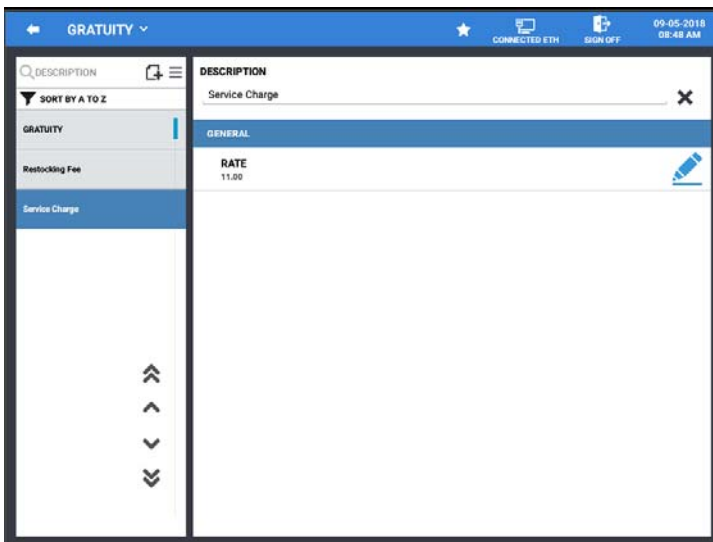 GRATUITY
CONNECTED ETH
SIGN OFF
09-05-2018
08:48 AM
DESCRIPTION
SORT BY A TO Z
GRATUITY
Restocking Fee
Service Charge
DESCRIPTION
Service Charge
GENERAL
RATE
11.00